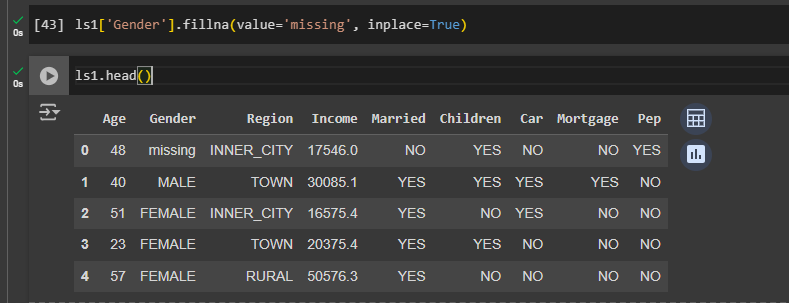 [43] ls1['Gender'].fillna(value='missing', inplace=True)
0s
ls1.head()
0s
Age Gender Region Income Married Children Car Mortgage Pep
0 48 missing INNER_CITY 17546.0 NO YES NO NO YES
1 40 MALE TOWN 30085.1 YES YES YES YES NO
2 51 FEMALE INNER_CITY 16575.4 YES NO YES NO NO
3 23 FEMALE TOWN 20375.4 YES YES NO NO NO
4 57 FEMALE RURAL 50576.3 YES NO NO NO NO